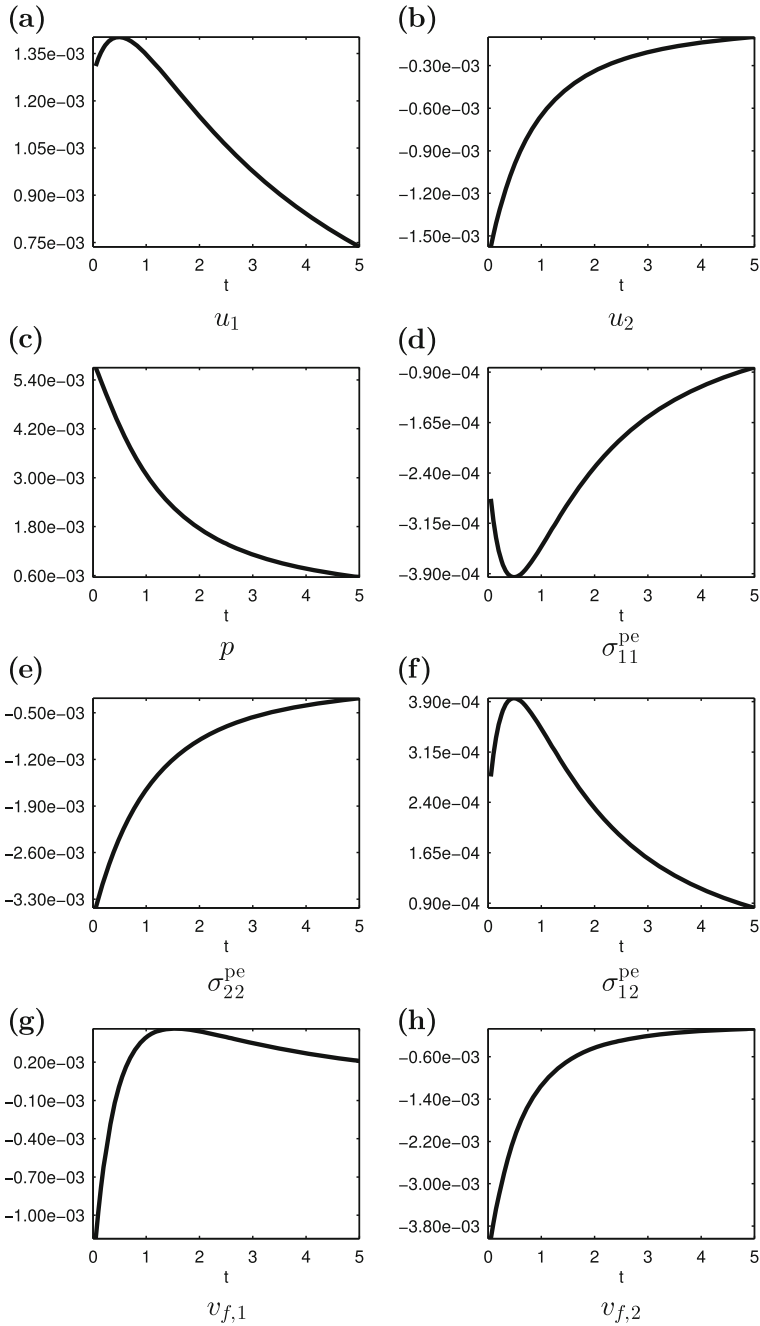 (a)
1.35e−03
1.20e−03
1.05e−03
0.90e−03
0.75e−03
0 1 2 3 4 5
t
u₁
(b)
−0.30e−03
−0.60e−03
−0.90e−03
−1.20e−03
−1.50e−03
0 1 2 3 4 5
t
u₂
(c)
5.40e−03
4.20e−03
3.00e−03
1.80e−03
0.60e−03
0 1 2 3 4 5
t
p
(d)
−0.90e−04
−1.65e−04
−2.40e−04
−3.15e−04
−3.90e−04
0 1 2 3 4 5
t
σ₁₁^pe
(e)
−0.50e−03
−1.20e−03
−1.90e−03
−2.60e−03
−3.30e−03
0 1 2 3 4 5
t
σ₂₂^pe
(f)
3.90e−04
3.15e−04
2.40e−04
1.65e−04
0.90e−04
0 1 2 3 4 5
t
σ₁₂^pe
(g)
0.20e−03
−0.10e−03
−0.40e−03
−0.70e−03
−1.00e−03
0 1 2 3 4 5
t
v_{f,1}
(h)
−0.60e−03
−1.40e−03
−2.20e−03
−3.00e−03
−3.80e−03
0 1 2 3 4 5
t
v_{f,2}